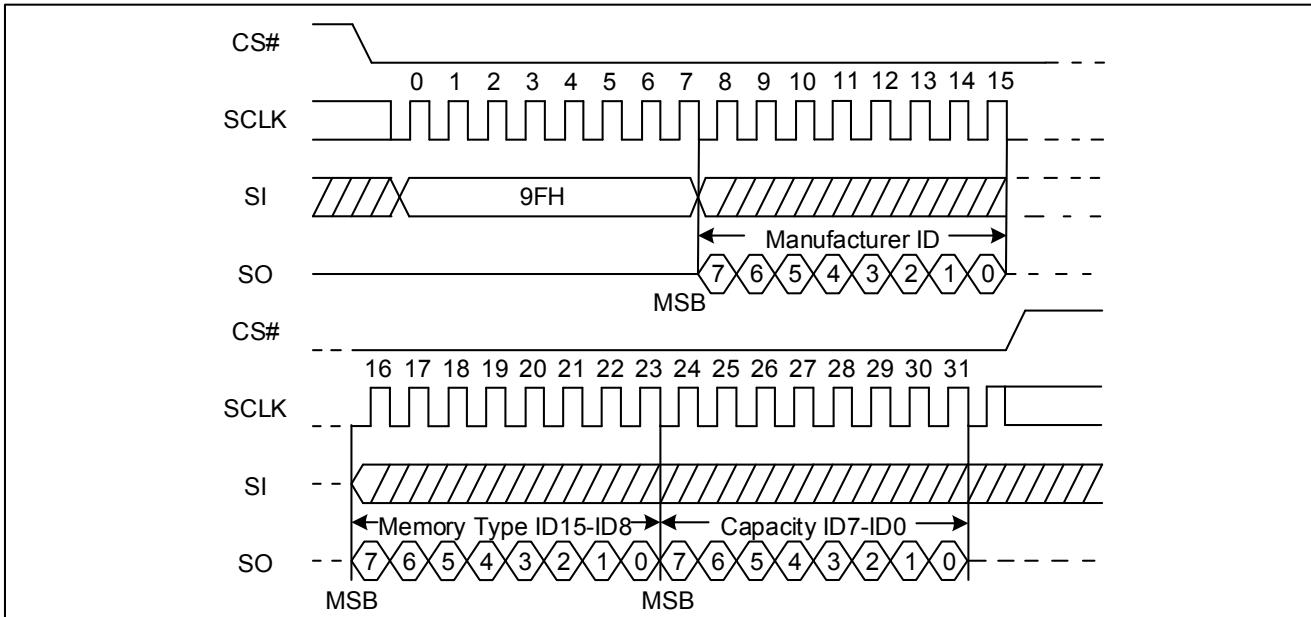 CS#
0 1 2 3 4 5 6 7 8 9 10 11 12 13 14 15
SCLK
SI 9FH
Manufacturer ID
SO 7 6 5 4 3 2 1 0
MSB
CS#
16 17 18 19 20 21 22 23 24 25 26 27 28 29 30 31
SCLK
SI
Memory Type ID15-ID8 Capacity ID7-ID0
SO 7 6 5 4 3 2 1 0 7 6 5 4 3 2 1 0
MSB MSB